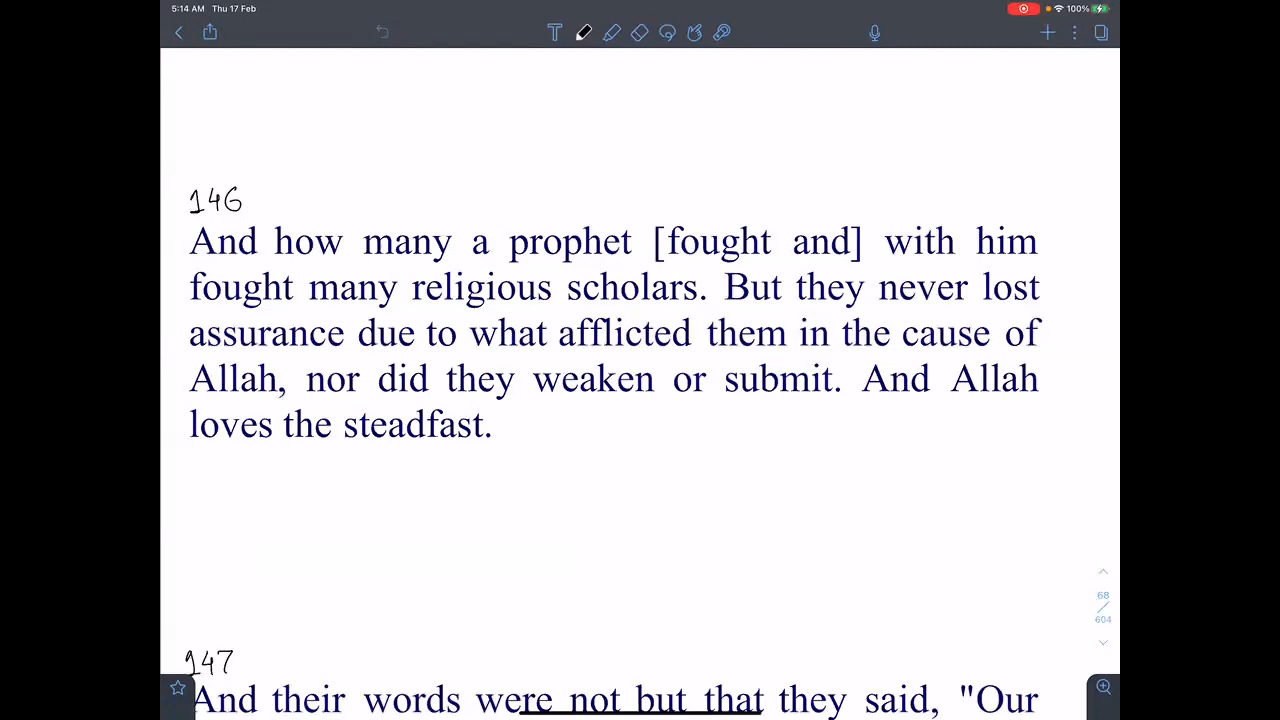 5:14 AM Thu 17 Feb
100%
146
And how many a prophet [fought and] with him
fought many religious scholars. But they never lost
assurance due to what afflicted them in the cause of
Allah, nor did they weaken or submit. And Allah
loves the steadfast.
68
604
147
And their words were not but that they said, "Our